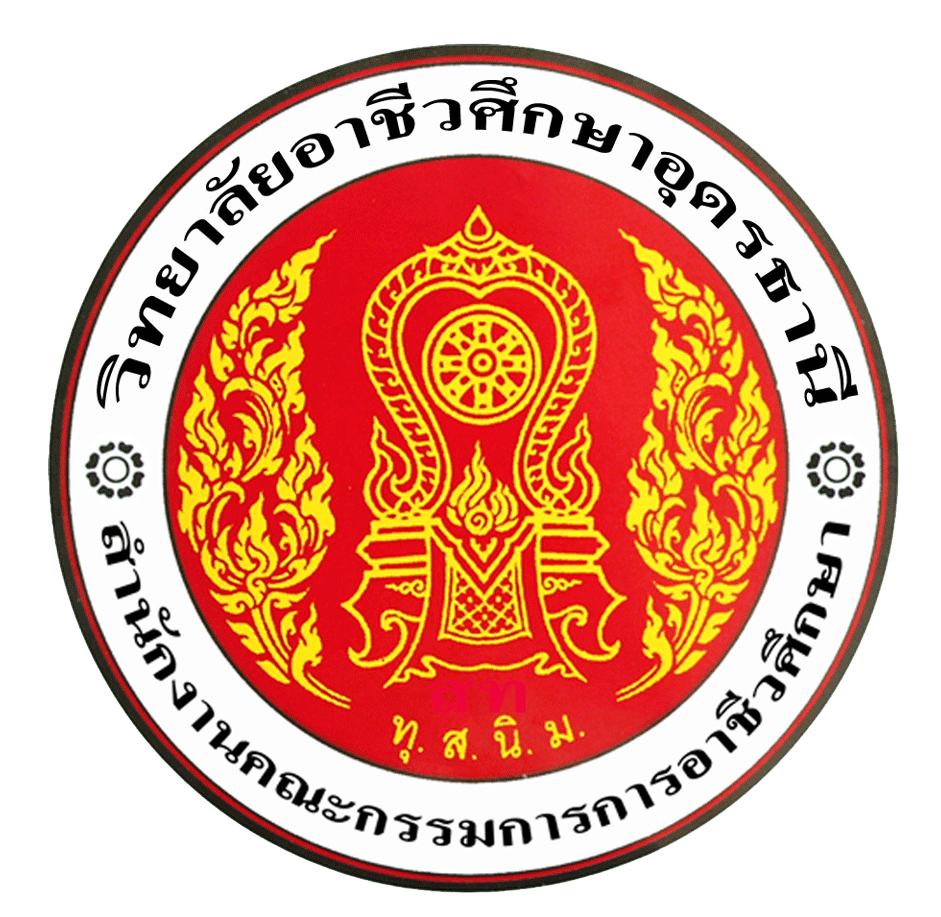 วิทยาลัยอาชีวศึกษาอุดรธานี
สท
ทุ. ส. นิ. ม.
สำนักงานคณะกรรมการการอาชีวศึกษา